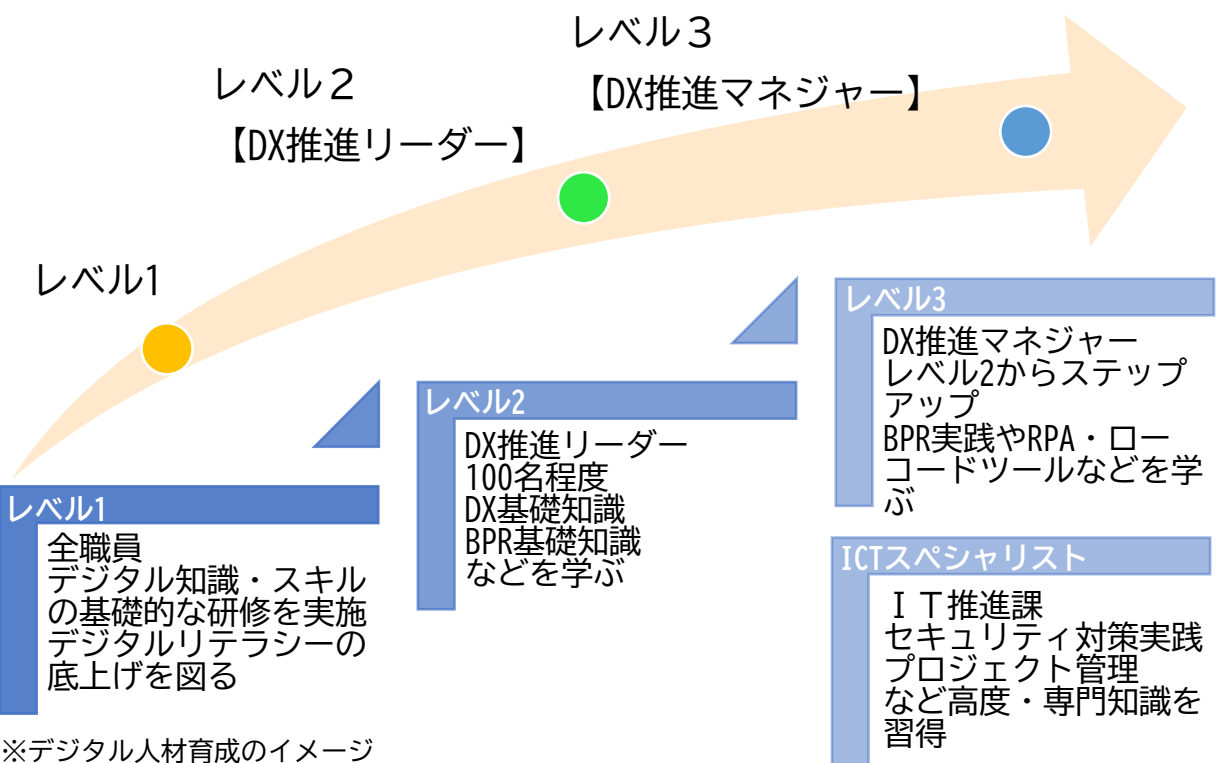 レベル３
【DX推進マネジャー】
レベル２
【DX推進リーダー】
レベル1
レベル1
全職員
デジタル知識・スキル
の基礎的な研修を実施
デジタルリテラシーの
底上げを図る
レベル2
DX推進リーダー
100名程度
DX基礎知識
BPR基礎知識
などを学ぶ
レベル3
DX推進マネジャー
レベル2からステップ
アップ
BPR実践やRPA・ロー
コードツールなどを学
ぶ
ICTスペシャリスト
ＩＴ推進課
セキュリティ対策実践
プロジェクト管理
など高度・専門知識を
習得
※デジタル人材育成のイメージ